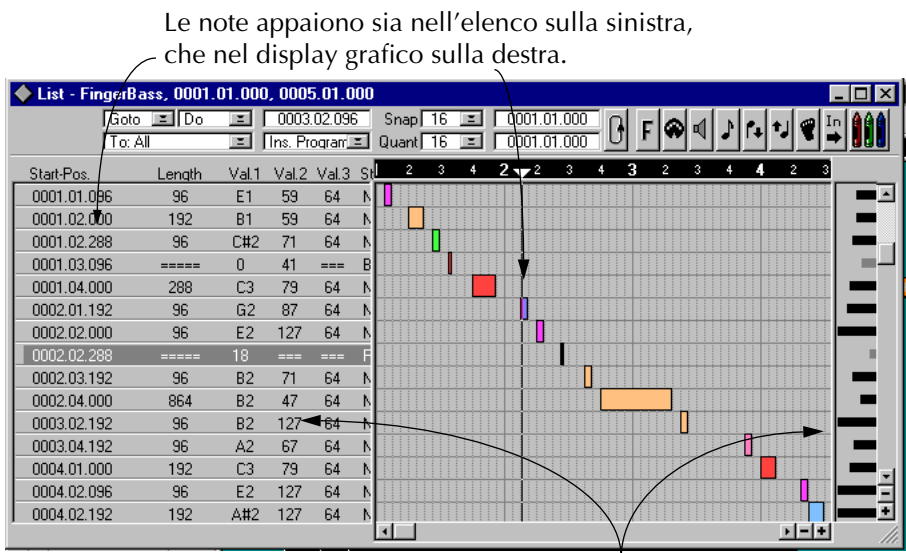 Le note appaiono sia nell'elenco sulla sinistra,
che nel display grafico sulla destra.
List - FingerBass, 0001.01.000, 0005.01.000
Goto Do 0003.02.096 Snap 16 0001.01.000 F In
To: All Ins. Program Quant 16 0001.01.000
Start-Pos. Length Val.1 Val.2 Val.3 St 2 3 4 2 2 3 4 3 2 3 4 4 2 3
0001.01.096 96 E1 59 64 N
0001.02.000 192 B1 59 64 N
0001.02.288 96 C#2 71 64 N
0001.03.096 ===== 0 41 === B
0001.04.000 288 C3 79 64 N
0002.01.192 96 G2 87 64 N
0002.02.000 96 E2 127 64 N
0002.02.288 ===== 18 === === F
0002.03.192 96 B2 71 64 N
0002.04.000 864 B2 47 64 N
0003.02.192 96 B2 127 64 N
0003.04.192 96 A2 67 64 N
0004.01.000 192 C3 79 64 N
0004.02.096 96 E2 127 64 N
0004.02.192 192 A#2 127 64 N